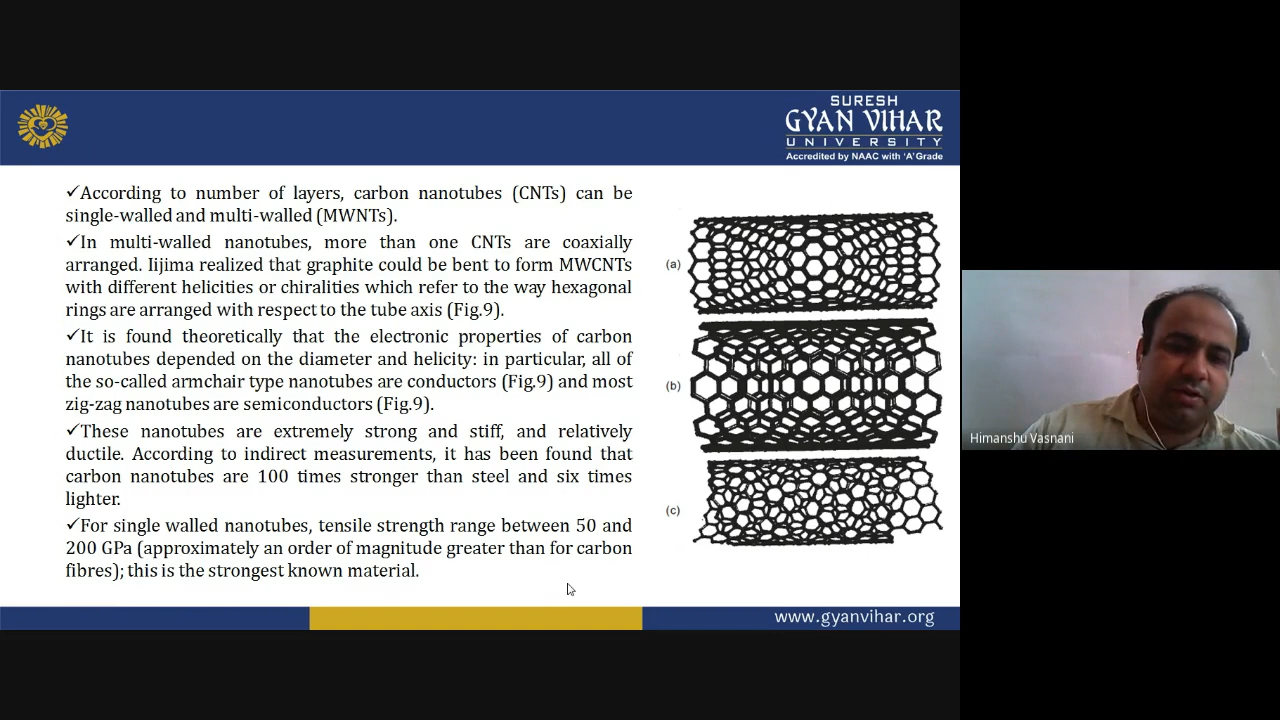 SURESH
GYAN VIHAR
UNIVERSITY
Accredited by NAAC with 'A' Grade
✓According to number of layers, carbon nanotubes (CNTs) can be
single-walled and multi-walled (MWNTs).
✓In multi-walled nanotubes, more than one CNTs are coaxially
arranged. Iijima realized that graphite could be bent to form MWCNTs
with different helicities or chiralities which refer to the way hexagonal
rings are arranged with respect to the tube axis (Fig.9).
✓It is found theoretically that the electronic properties of carbon
nanotubes depended on the diameter and helicity: in particular, all of
the so-called armchair type nanotubes are conductors (Fig.9) and most
zig-zag nanotubes are semiconductors (Fig.9).
✓These nanotubes are extremely strong and stiff, and relatively
ductile. According to indirect measurements, it has been found that
carbon nanotubes are 100 times stronger than steel and six times
lighter.
✓For single walled nanotubes, tensile strength range between 50 and
200 GPa (approximately an order of magnitude greater than for carbon
fibres); this is the strongest known material.
(a)
(b)
(c)
www.gyanvihar.org
Himanshu Vasnani